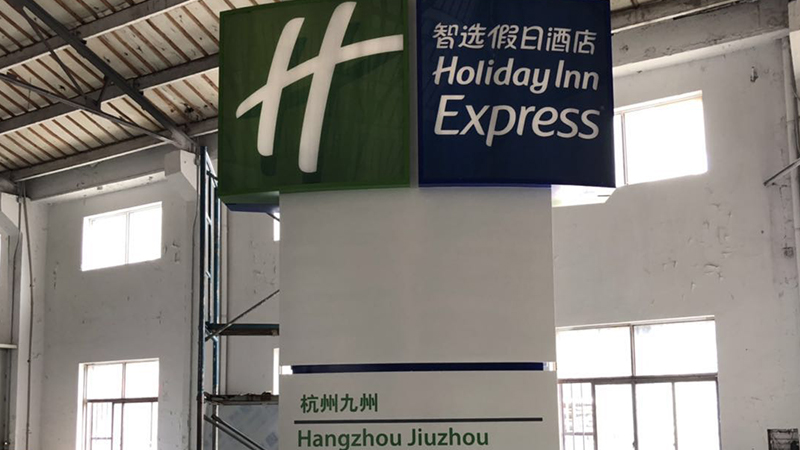 H
智选假日酒店
Holiday Inn
Express
杭州九州
Hangzhou Jiuzhou